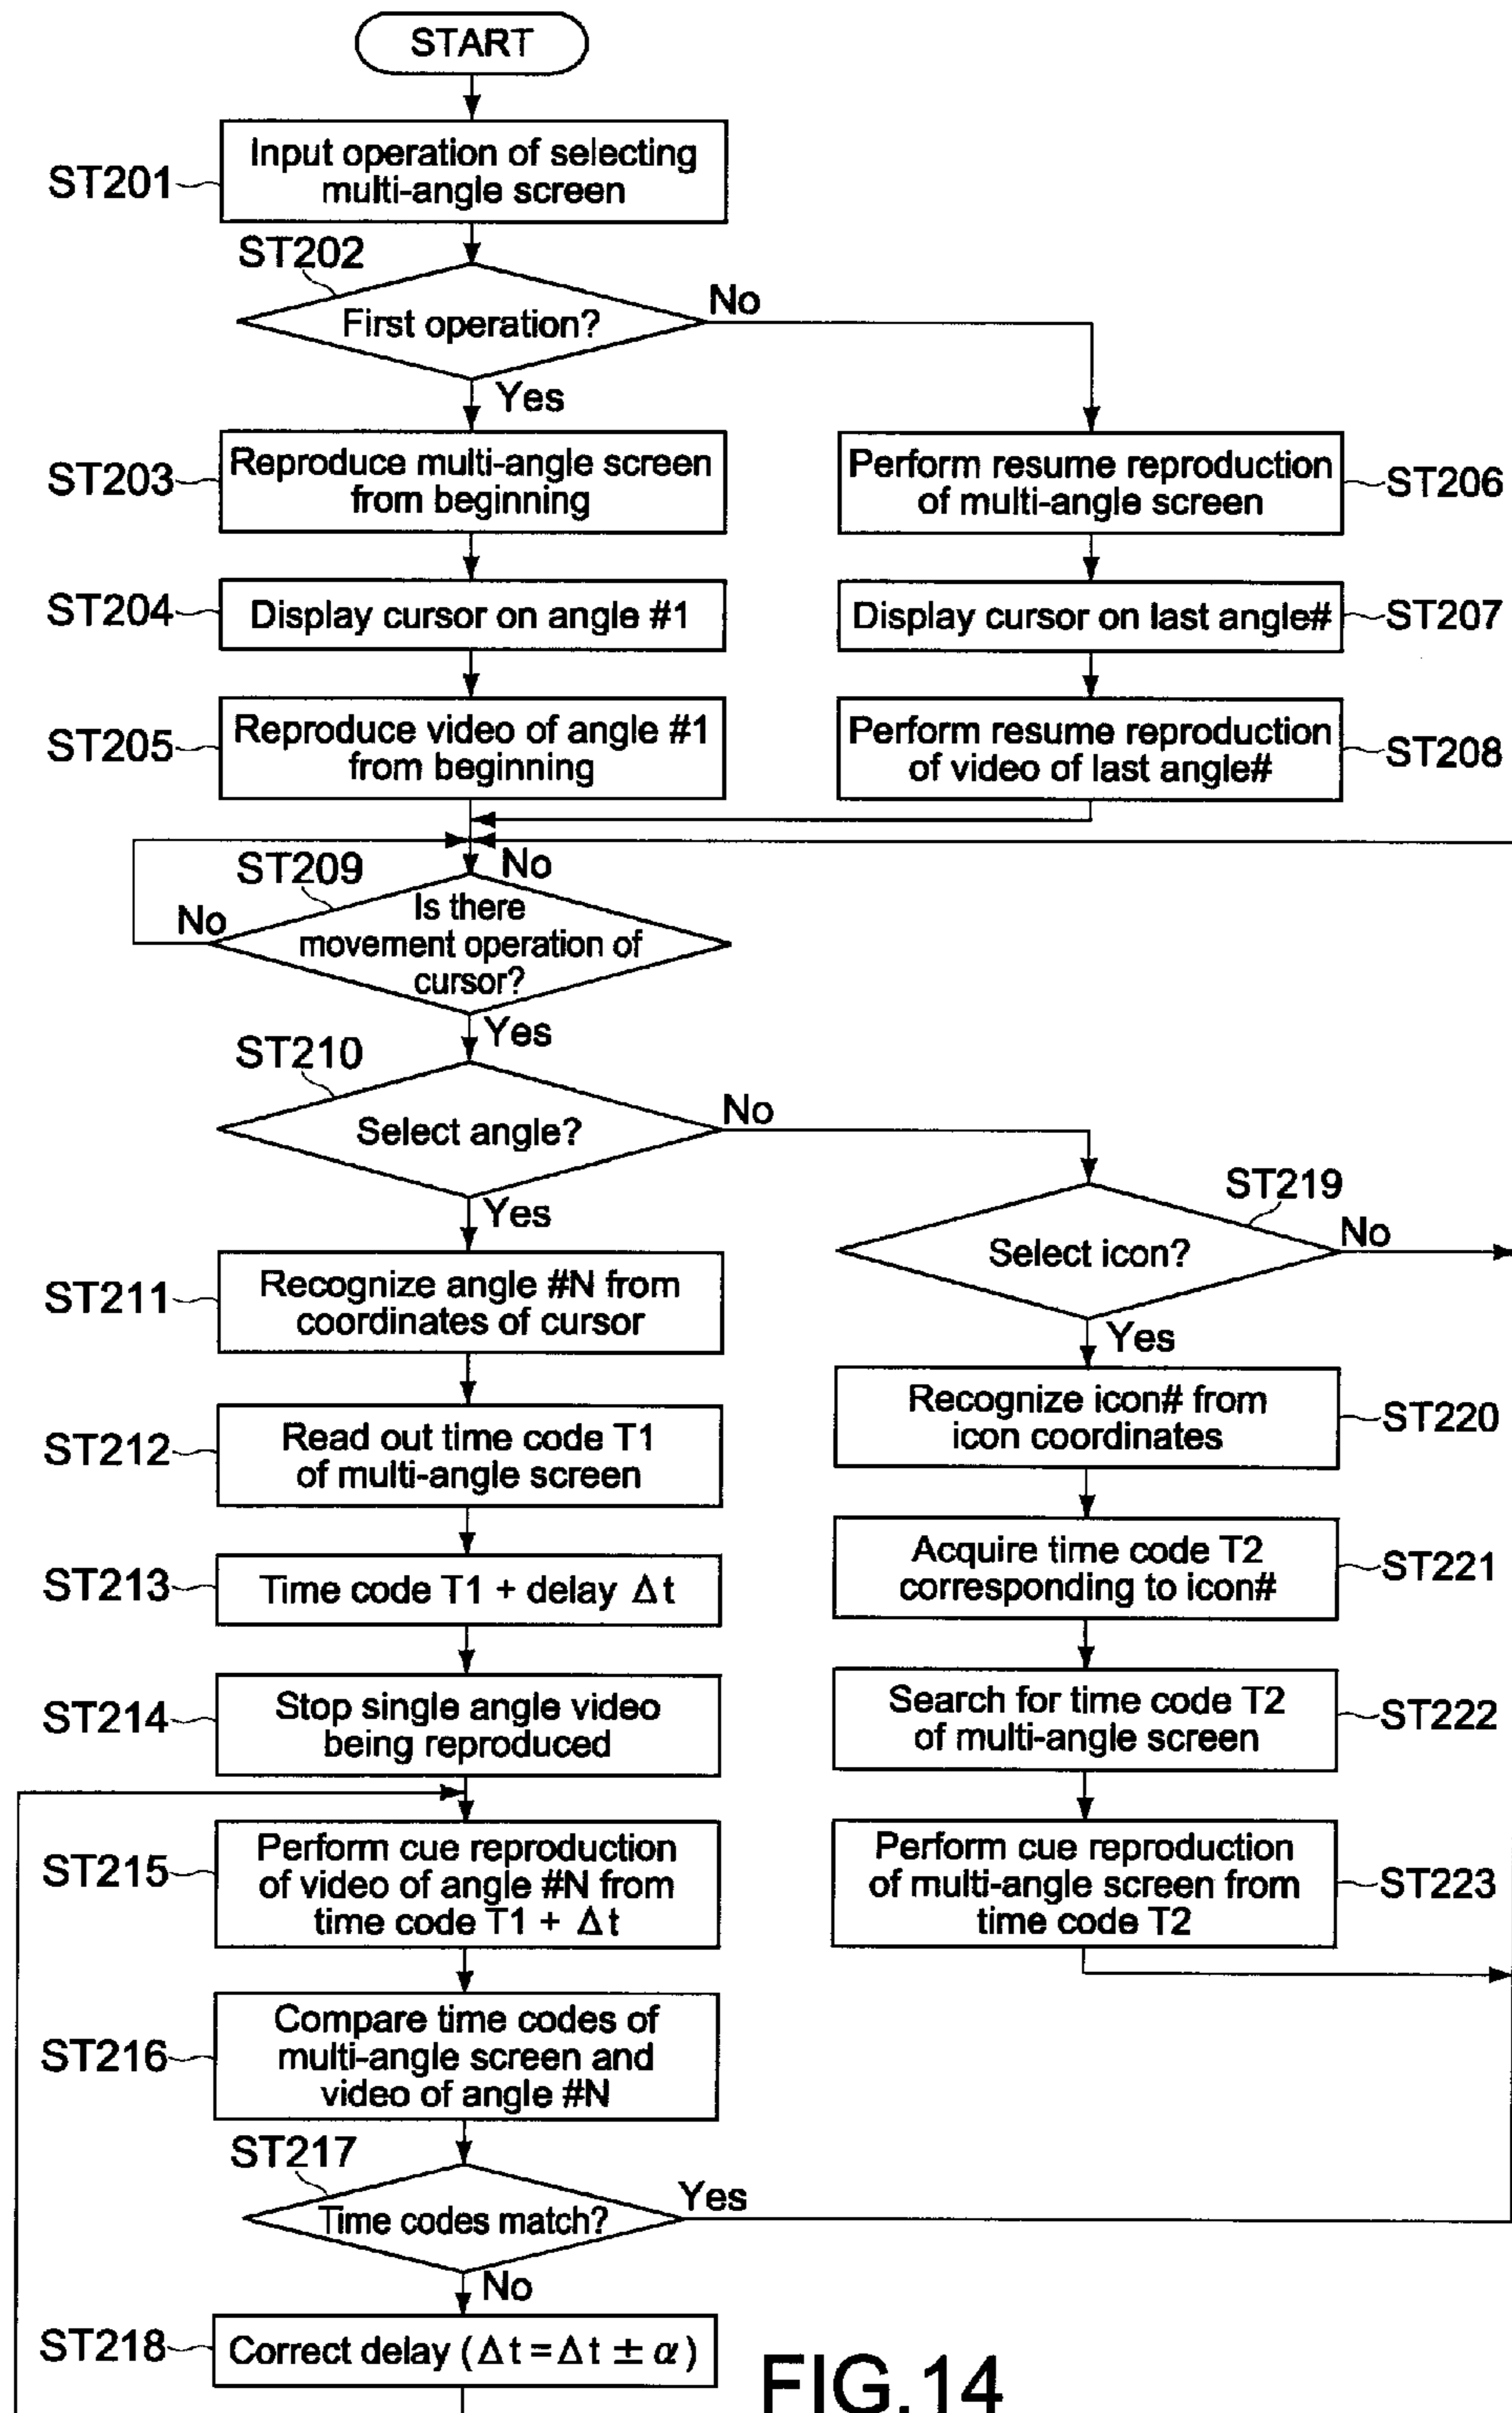 START
ST201
Input operation of selecting
multi-angle screen
ST202
First operation?
No
Yes
ST203
Reproduce multi-angle screen
from beginning
Perform resume reproduction
of multi-angle screen
ST206
ST204
Display cursor on angle #1
Display cursor on last angle#
ST207
ST205
Reproduce video of angle #1
from beginning
Perform resume reproduction
of video of last angle#
ST208
ST209
No
No
Is there
movement operation of
cursor?
Yes
ST210
Select angle?
No
Yes
ST219
Select icon?
No
Yes
ST211
Recognize angle #N from
coordinates of cursor
Recognize icon# from
icon coordinates
ST220
ST212
Read out time code T1
of multi-angle screen
Acquire time code T2
corresponding to icon#
ST221
ST213
Time code T1 + delay Δt
ST214
Stop single angle video
being reproduced
Search for time code T2
of multi-angle screen
ST222
ST215
Perform cue reproduction
of video of angle #N from
time code T1 + Δt
Perform cue reproduction
of multi-angle screen from
time code T2
ST223
ST216
Compare time codes of
multi-angle screen and
video of angle #N
ST217
Time codes match?
Yes
No
ST218
Correct delay (Δt=Δt±α)
FIG.14